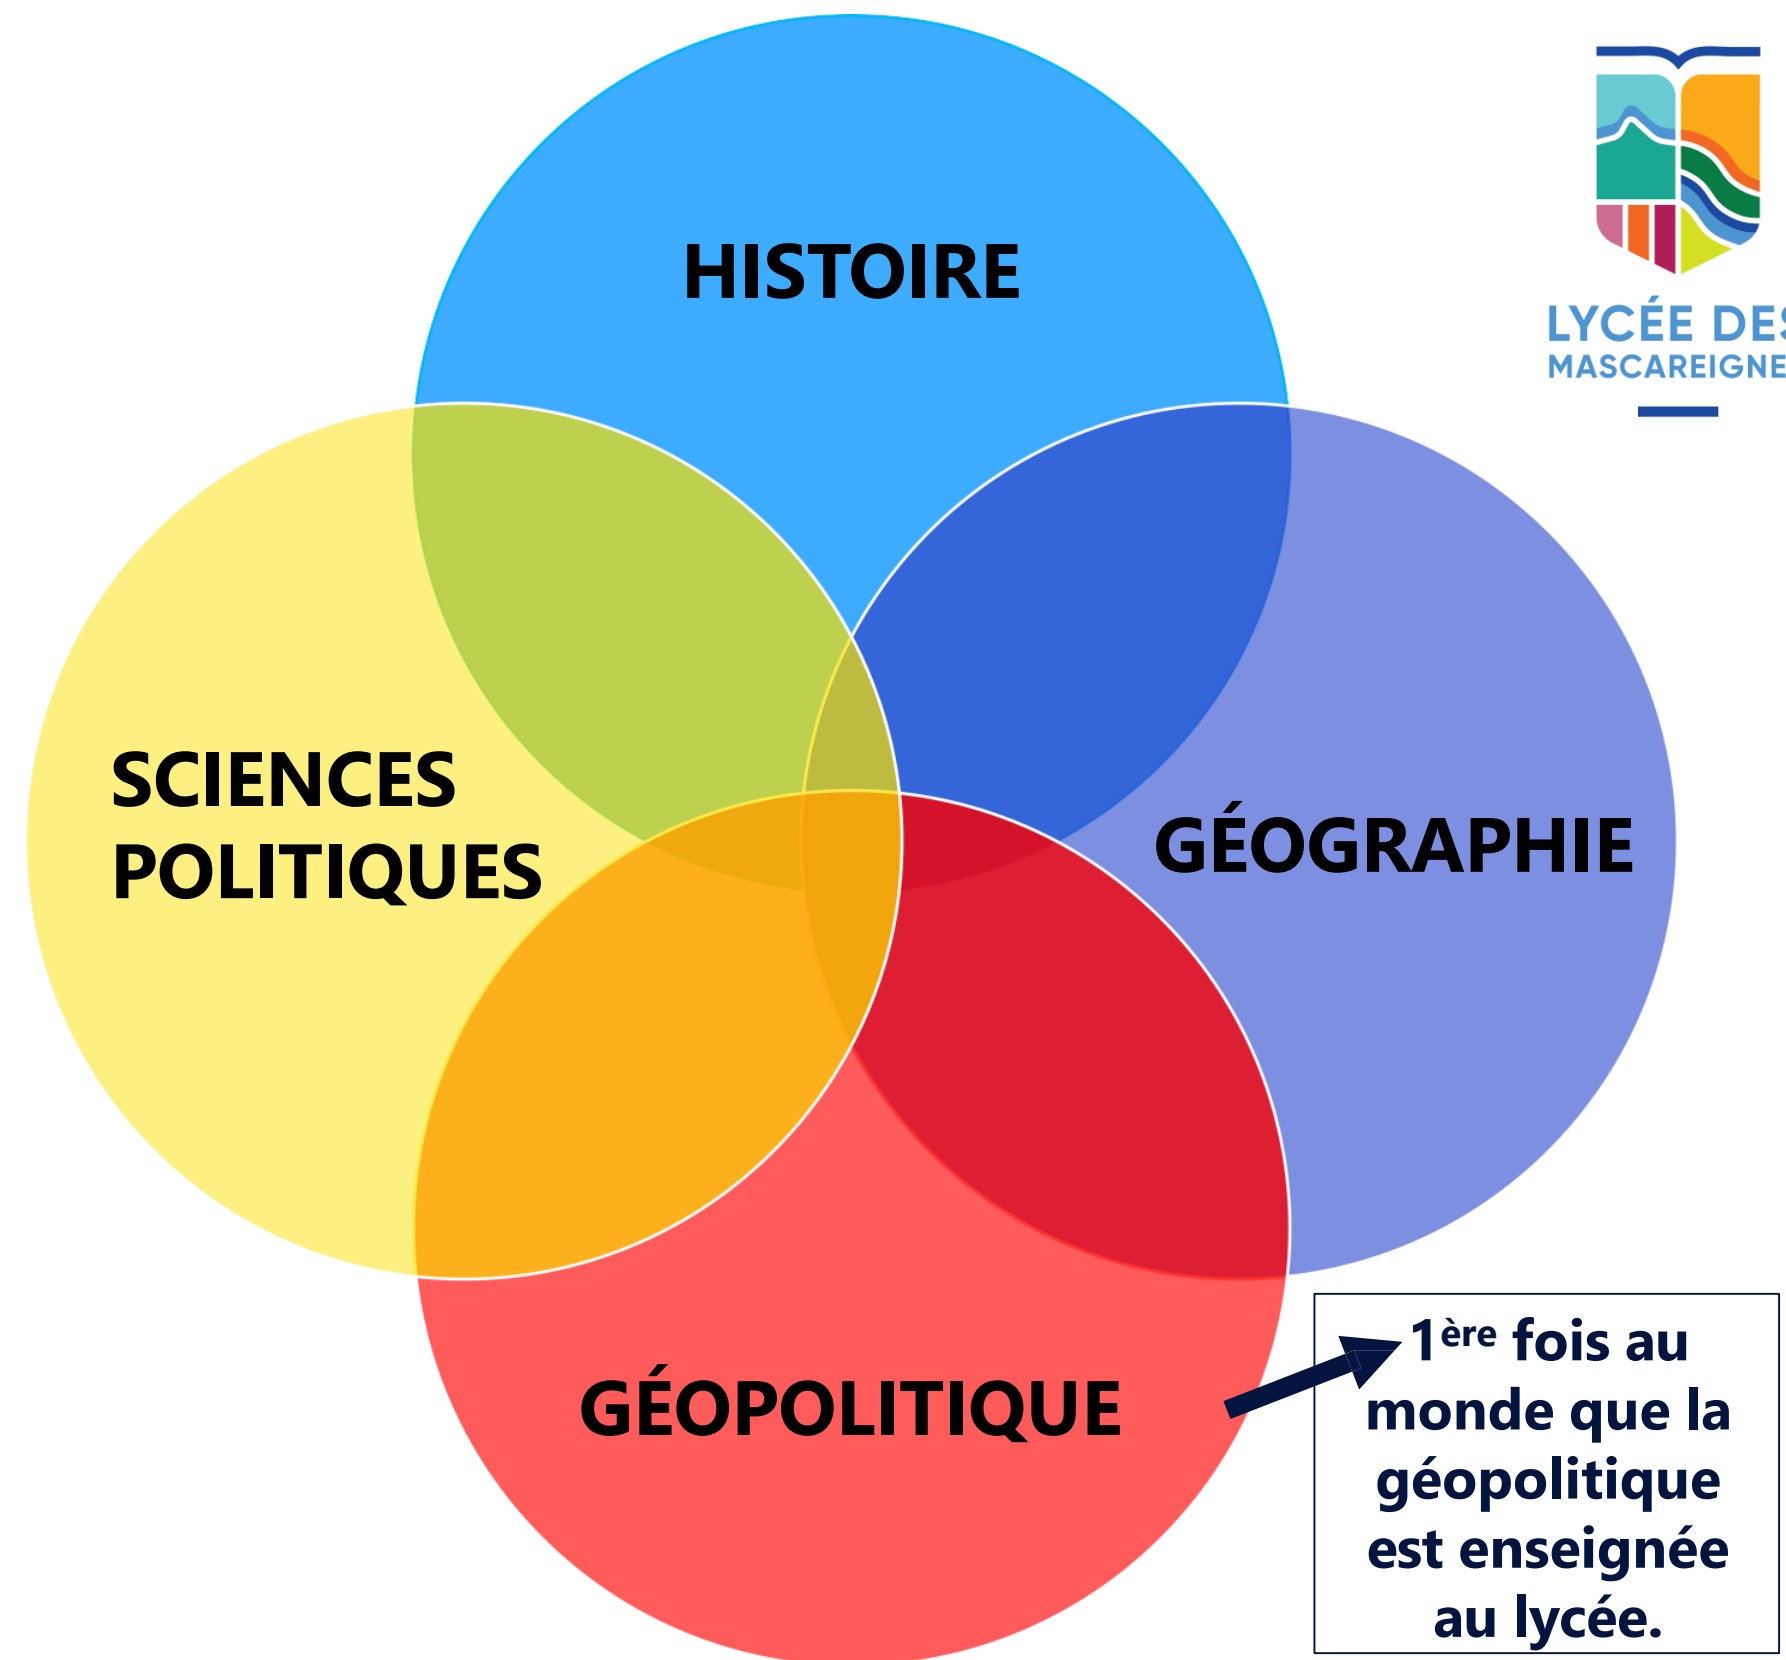 HISTOIRE
LYCÉE DES
MASCAREIGNE
SCIENCES
POLITIQUES
GÉOGRAPHIE
GÉOPOLITIQUE
1ère fois au
monde que la
géopolitique
est enseignée
au lycée.